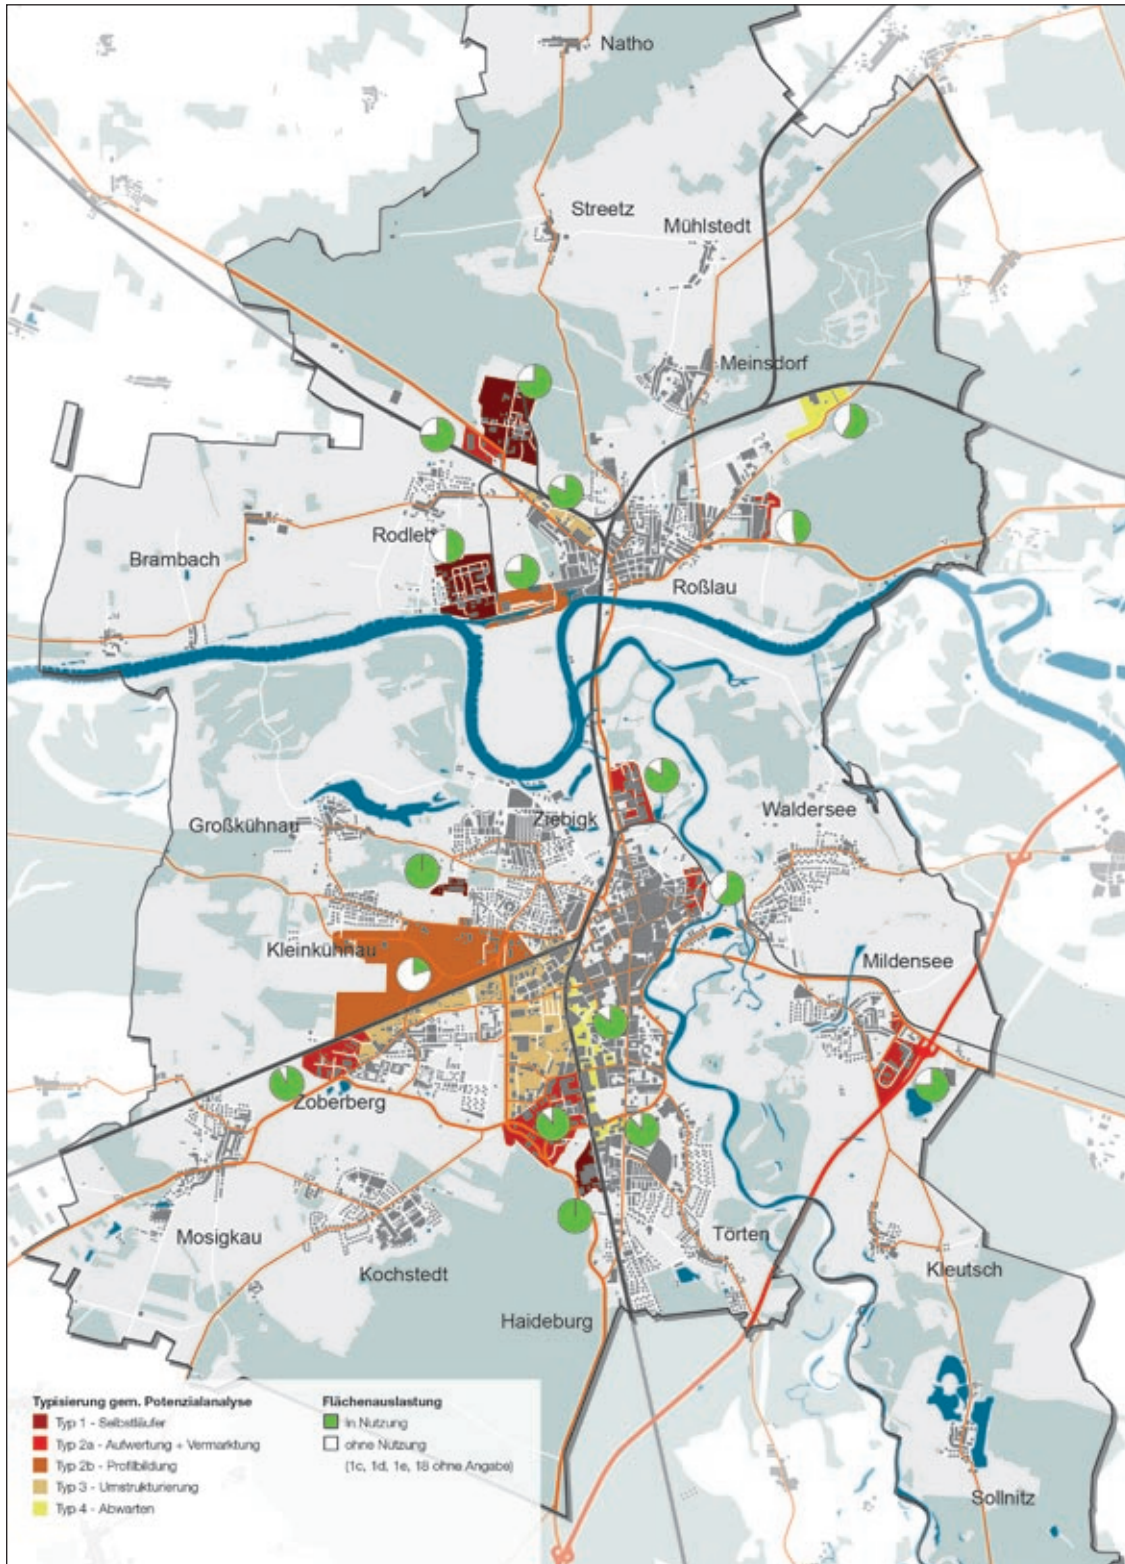 Natho
Streetz
Mühlstedt
Meinsdorf
Rodleb
Brambach
Roßlau
Großkühnau
Ziebigk
Waldersee
Kleinkühnau
Mildensee
Zoberberg
Mosigkau
Törten
Kochstedt
Kleutsch
Haideburg
Sollnitz
Typisierung gem. Potenzialanalyse
Typ 1 - Selbstläufer
Typ 2a - Aufwertung + Vermarktung
Typ 2b - Profilbildung
Typ 3 - Umstrukturierung
Typ 4 - Abwarten
Flächenauslastung
In Nutzung
ohne Nutzung
(1c, 1d, 1e, 18 ohne Angabe)